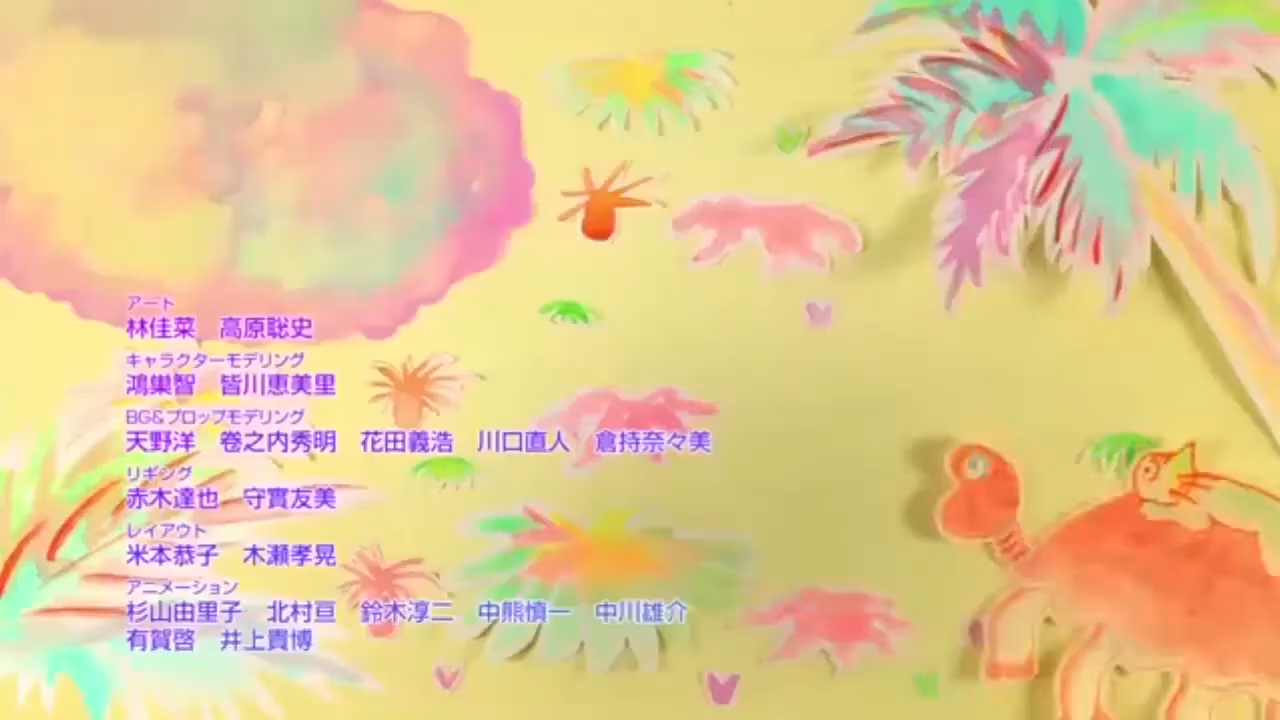 アート
林佳菜　高原聡史
キャラクターモデリング
鴻巣智　皆川恵美里
BG&プロップモデリング
天野洋　巻之内秀明　花田義浩　川口直人　倉持奈々美
リギング
赤木達也　守實友美
レイアウト
米本恭子　木瀬孝晃
アニメーション
杉山由里子　北村亘　鈴木淳二　中熊慎一　中川雄介
有賀啓　井上貴博